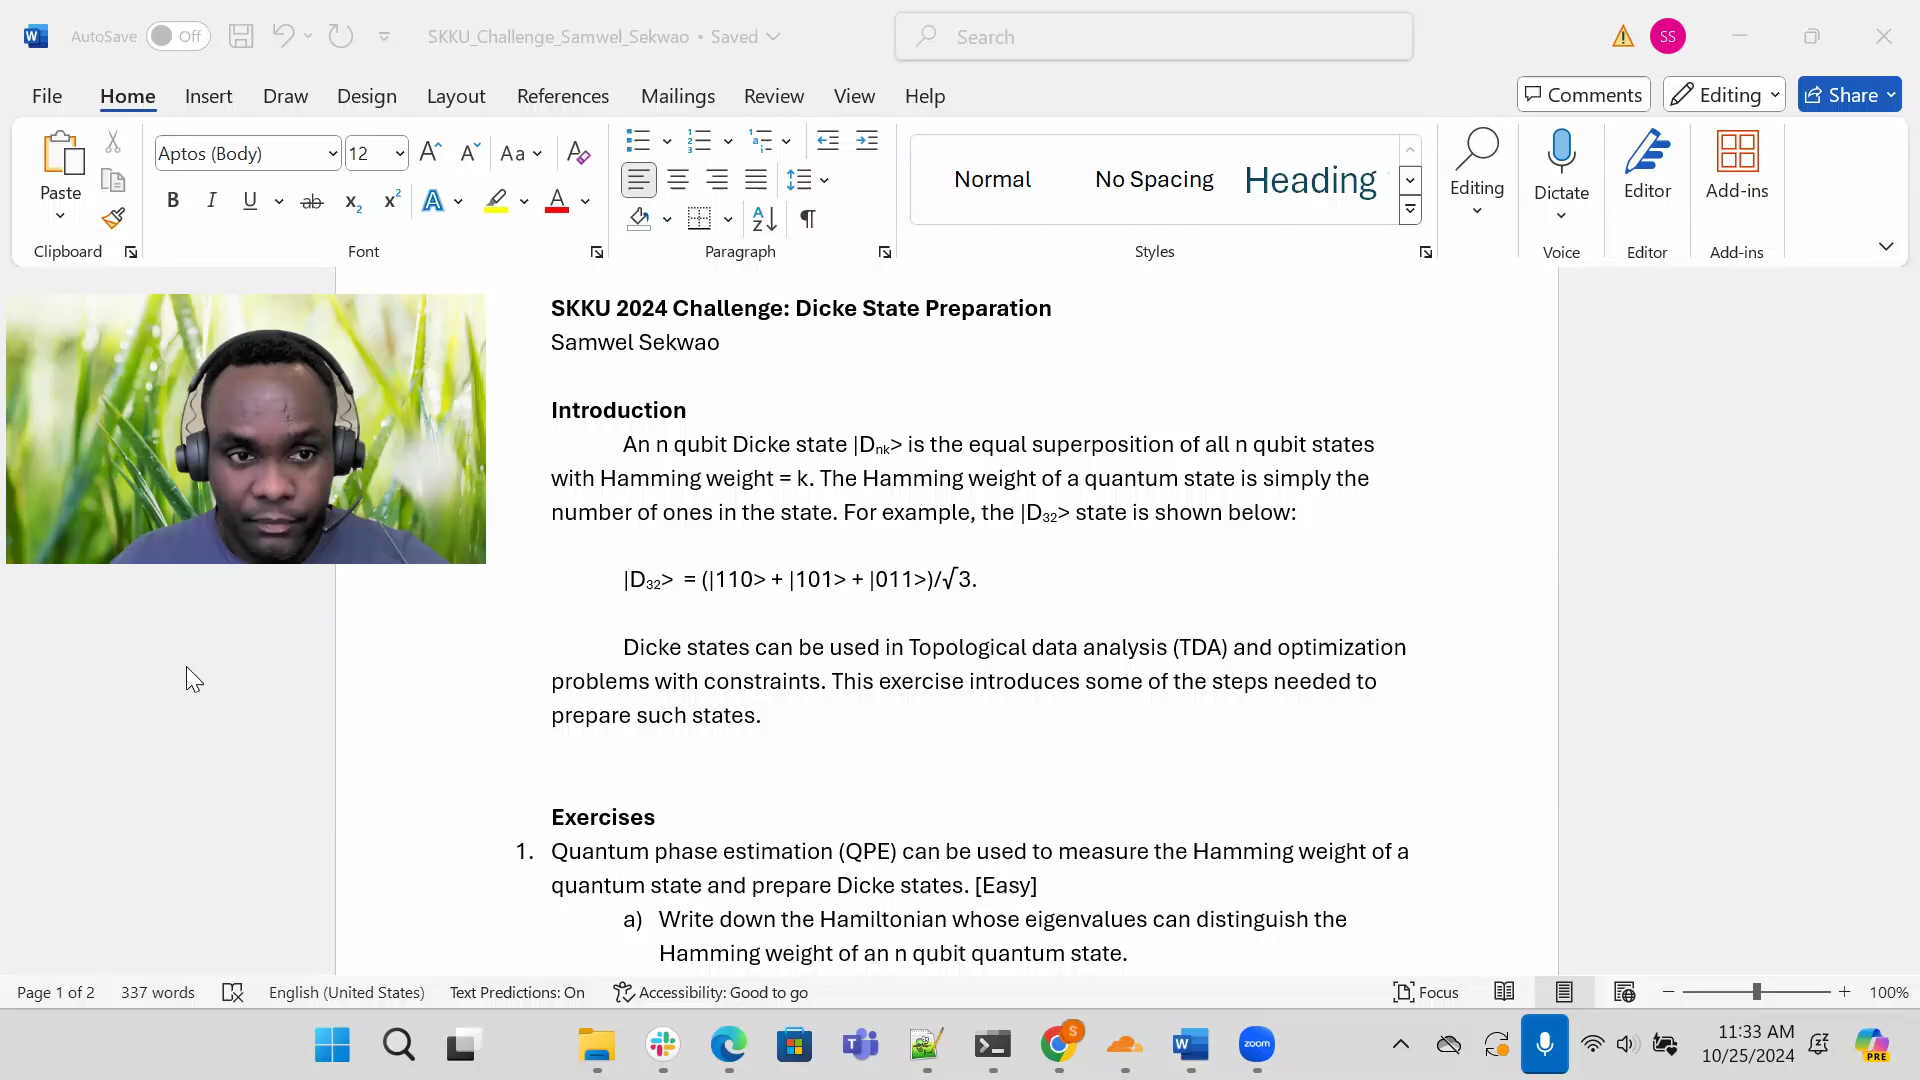 AutoSave Off SKKU_Challenge_Samwel_Sekwao • Saved Search SS
File Home Insert Draw Design Layout References Mailings Review View Help Comments Editing Share
Paste Aptos (Body) 12 Aa Normal No Spacing Heading Editing Dictate Editor Add-ins
Clipboard Font Paragraph Styles Voice Editor Add-ins
SKKU 2024 Challenge: Dicke State Preparation
Samwel Sekwao
Introduction
An n qubit Dicke state |Dₙₖ> is the equal superposition of all n qubit states
with Hamming weight = k. The Hamming weight of a quantum state is simply the
number of ones in the state. For example, the |D₃₂> state is shown below:
|D₃₂> = (|110> + |101> + |011>)/√3.
Dicke states can be used in Topological data analysis (TDA) and optimization
problems with constraints. This exercise introduces some of the steps needed to
prepare such states.
Exercises
1. Quantum phase estimation (QPE) can be used to measure the Hamming weight of a
quantum state and prepare Dicke states. [Easy]
a) Write down the Hamiltonian whose eigenvalues can distinguish the
Hamming weight of an n qubit quantum state.
Page 1 of 2 337 words English (United States) Text Predictions: On Accessibility: Good to go Focus 100%
zoom 11:33 AM
10/25/2024 PRE